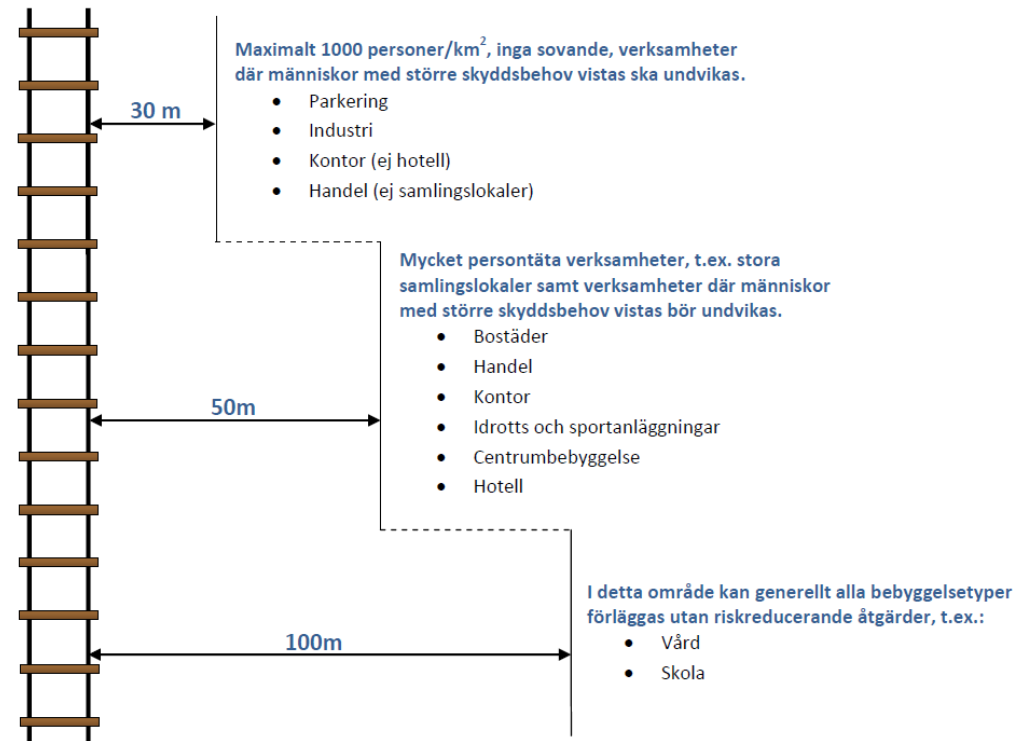 Maximalt 1000 personer/km², inga sovande, verksamheter
där människor med större skyddsbehov vistas ska undvikas.
30 m
• Parkering
• Industri
• Kontor (ej hotell)
• Handel (ej samlingslokaler)
Mycket persontäta verksamheter, t.ex. stora
samlingslokaler samt verksamheter där människor
med större skyddsbehov vistas bör undvikas.
• Bostäder
• Handel
• Kontor
50m
• Idrotts och sportanläggningar
• Centrumbebyggelse
• Hotell
I detta område kan generellt alla bebyggelsetyper
förläggas utan riskreducerande åtgärder, t.ex.:
100m
• Vård
• Skola